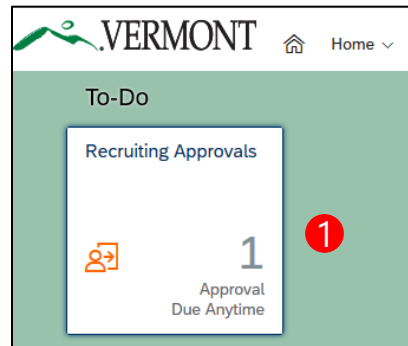 VERMONT
Home
To-Do
Recruiting Approvals
1
1
Approval
Due Anytime